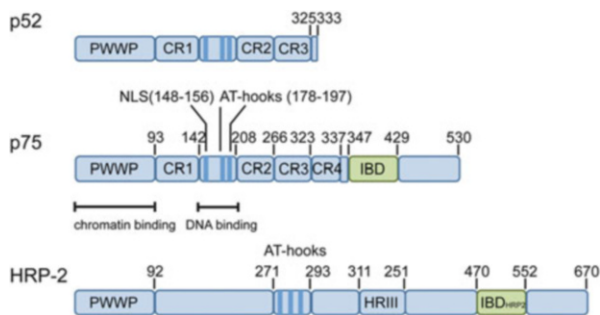 p52
325 333
PWWP CR1 CR2 CR3
NLS(148-156) AT-hooks (178-197)
p75
93 142 208 266 323 337 347 429 530
PWWP CR1 CR2 CR3 CR4 IBD
chromatin binding DNA binding
AT-hooks
HRP-2
92 271 293 311 251 470 552 670
PWWP HRIII IBDHRP2